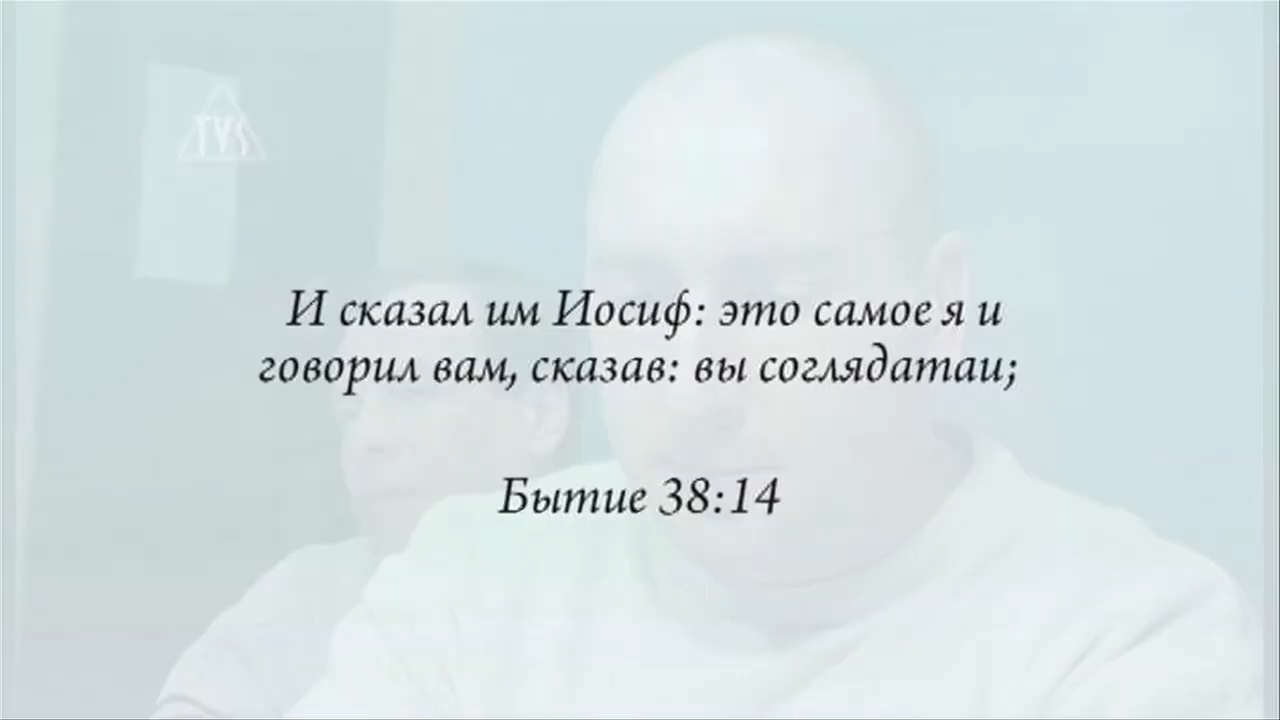 TVS
И сказал им Иосиф: это самое я и
говорил вам, сказав: вы соглядатаи;
Бытие 38:14